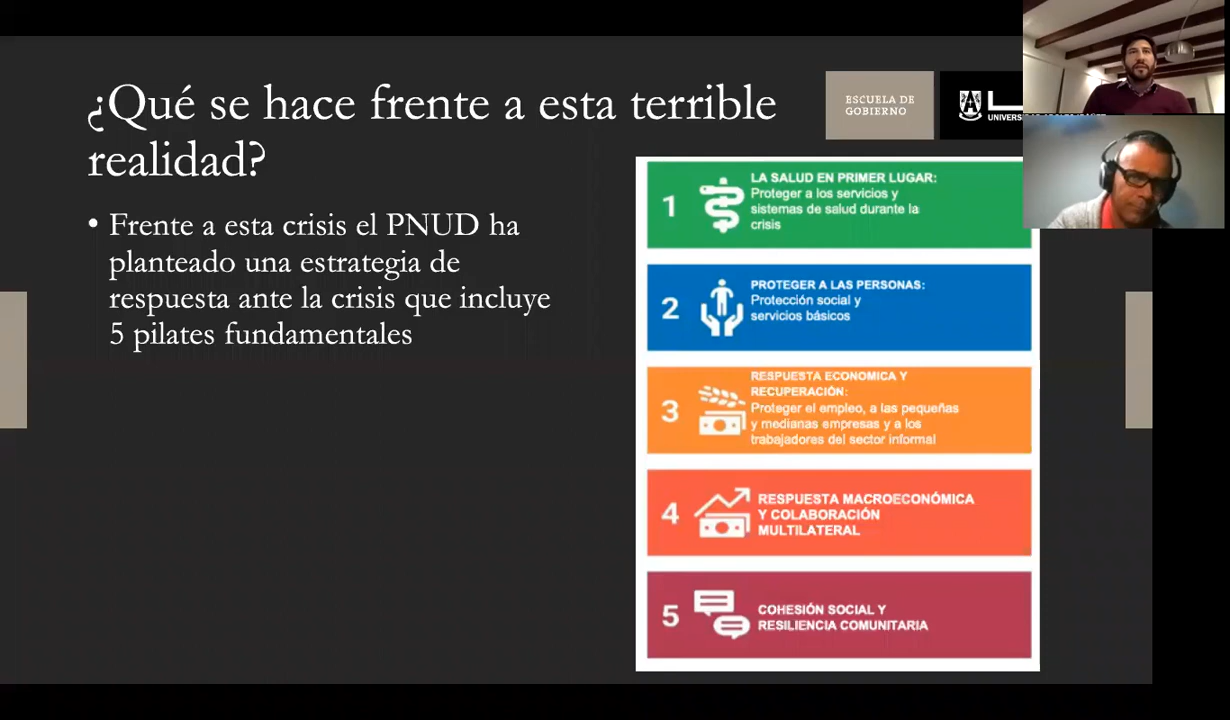 ¿Qué se hace frente a esta terrible
realidad?
ESCUELA DE
GOBIERNO
• Frente a esta crisis el PNUD ha
planteado una estrategia de
respuesta ante la crisis que incluye
5 pilates fundamentales
1
LA SALUD EN PRIMER LUGAR:
Proteger a los servicios y
sistemas de salud durante la
crisis
2
PROTEGER A LAS PERSONAS:
Protección social y
servicios básicos
3
RESPUESTA ECONOMICA Y
RECUPERACIÓN:
Proteger el empleo, a las pequeñas
y medianas empresas y a los
trabajadores del sector informal
4
RESPUESTA MACROECONÓMICA
Y COLABORACIÓN
MULTILATERAL
5
COHESIÓN SOCIAL Y
RESILIENCIA COMUNITARIA